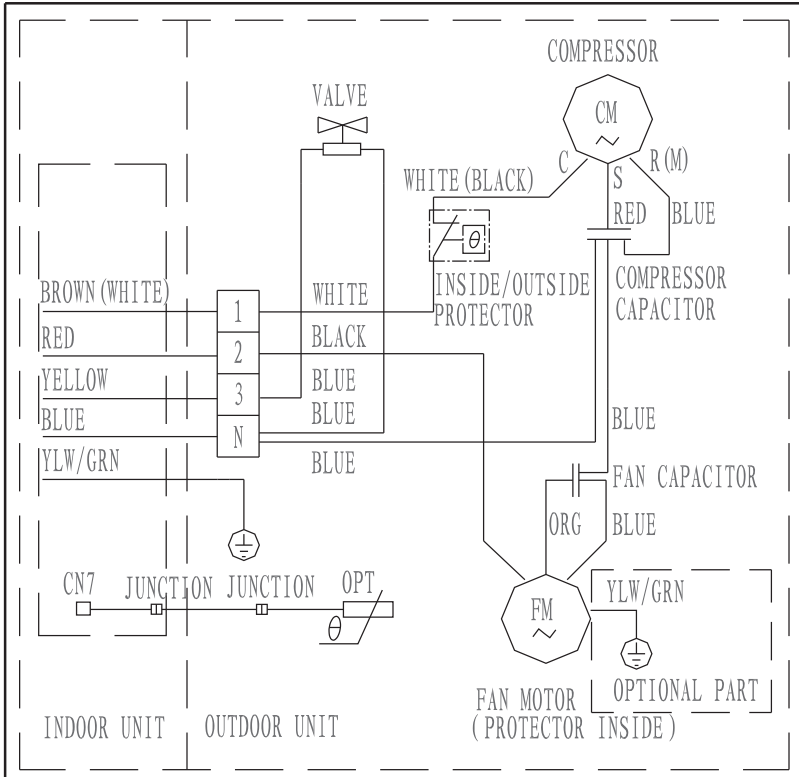 COMPRESSOR
VALVE
CM
C
R(M)
S
WHITE(BLACK)
RED
BLUE
θ
COMPRESSOR
CAPACITOR
INSIDE/OUTSIDE
PROTECTOR
BROWN(WHITE)
1
WHITE
RED
2
BLACK
YELLOW
3
BLUE
BLUE
BLUE
N
BLUE
YLW/GRN
BLUE
FAN CAPACITOR
ORG
BLUE
CN7
JUNCTION
JUNCTION
OPT
θ
FM
YLW/GRN
OPTIONAL PART
FAN MOTOR
(PROTECTOR INSIDE)
INDOOR UNIT
OUTDOOR UNIT